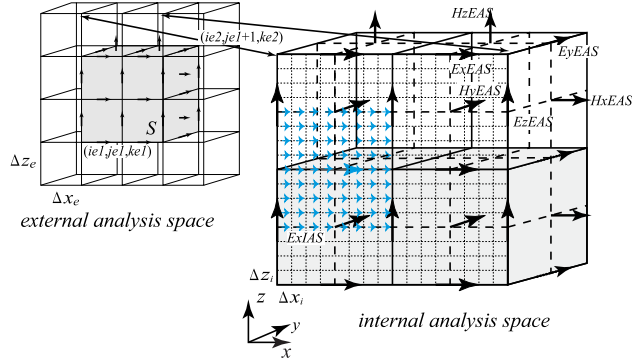 HzEAS
(ie2,je1+1,ke2)
EyEAS
ExEAS
HyEAS
HxEAS
EzEAS
S
(ie1,je1,ke1)
Δze
Δxe
external analysis space
ExIAS
Δzi
Δxi
z
y
x
internal analysis space